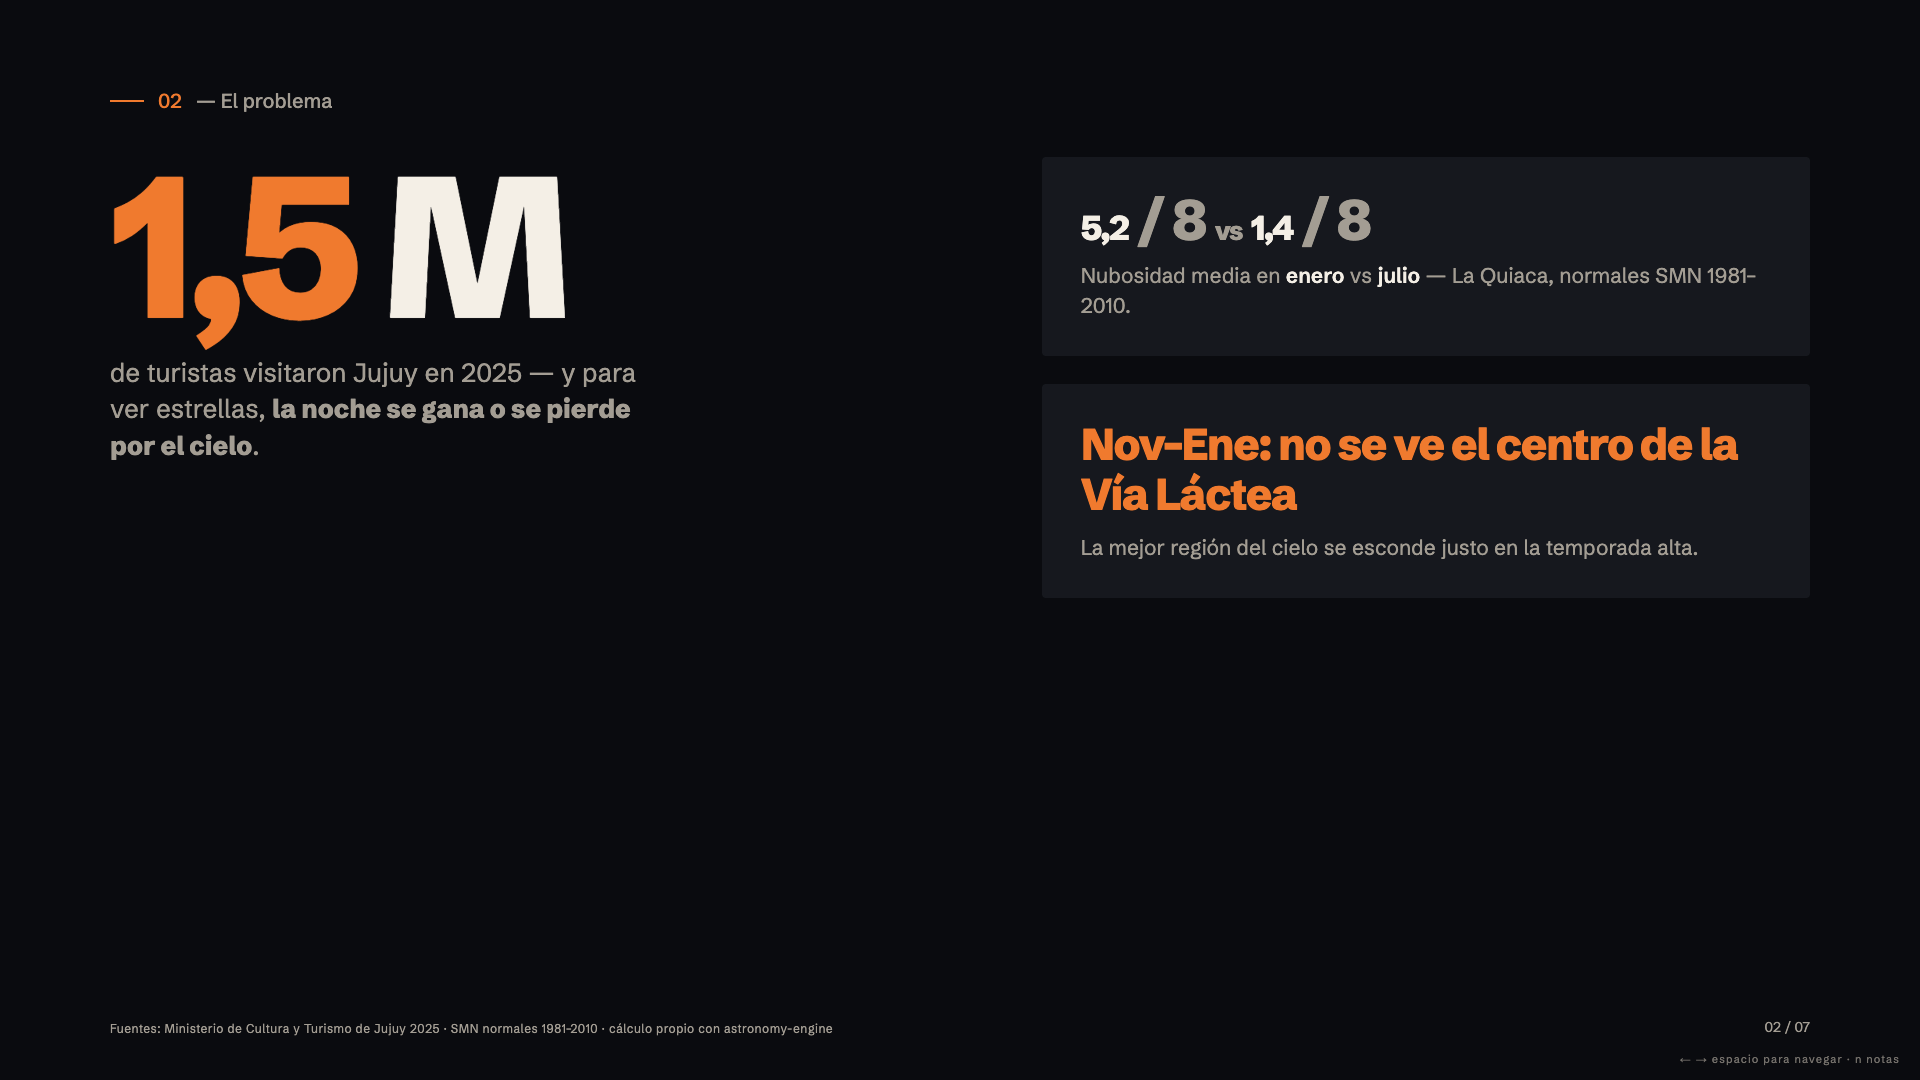 02 — El problema
1,5 M
de turistas visitaron Jujuy en 2025 — y para
ver estrellas, la noche se gana o se pierde
por el cielo.
5,2 / 8 vs 1,4 / 8
Nubosidad media en enero vs julio — La Quiaca, normales SMN 1981–
2010.
Nov–Ene: no se ve el centro de la
Vía Láctea
La mejor región del cielo se esconde justo en la temporada alta.
Fuentes: Ministerio de Cultura y Turismo de Jujuy 2025 · SMN normales 1981–2010 · cálculo propio con astronomy-engine
02 / 07
← → espacio para navegar · n notas